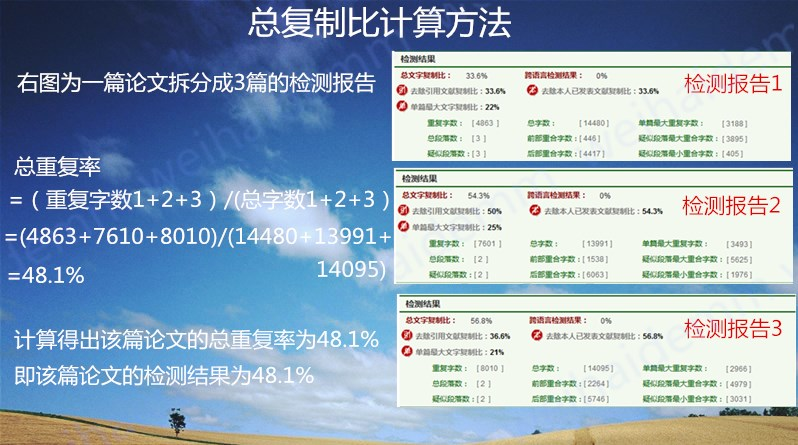 总复制比计算方法
右图为一篇论文拆分成3篇的检测报告
总重复率
=（重复字数1+2+3）/(总字数1+2+3）
=(4863+7610+8010)/(14480+13991+
14095)
=48.1%
计算得出该篇论文的总重复率为48.1%
即该篇论文的检测结果为48.1%
检测结果
总文字复制比： 33.6% 跨语言检测结果： 0%
去除引用文献复制比：33.6% 去除本人已发表文献复制比：33.6%
单篇最大文字复制比：22%
重复字数： [4863] 总字数： [14480] 单篇最大重复字数： [3188]
总段落数： [3] 前部重合字数： [446] 疑似段落最大重合字数： [3895]
疑似段落数： [3] 后部重合字数： [4417] 疑似段落最小重合字数： [405]
检测报告1
检测结果
总文字复制比： 54.3% 跨语言检测结果： 0%
去除引用文献复制比：50% 去除本人已发表文献复制比：54.3%
单篇最大文字复制比：25%
重复字数： [7601] 总字数： [13991] 单篇最大重复字数： [3493]
总段落数： [2] 前部重合字数： [1538] 疑似段落最大重合字数： [5625]
疑似段落数： [2] 后部重合字数： [6063] 疑似段落最小重合字数： [1976]
检测报告2
检测结果
总文字复制比： 56.8% 跨语言检测结果： 0%
去除引用文献复制比：36.6% 去除本人已发表文献复制比：56.8%
单篇最大文字复制比：21%
重复字数： [8010] 总字数： [14095] 单篇最大重复字数： [2966]
总段落数： [2] 前部重合字数： [2264] 疑似段落最大重合字数： [4979]
疑似段落数： [2] 后部重合字数： [5746] 疑似段落最小重合字数： [3031]
检测报告3